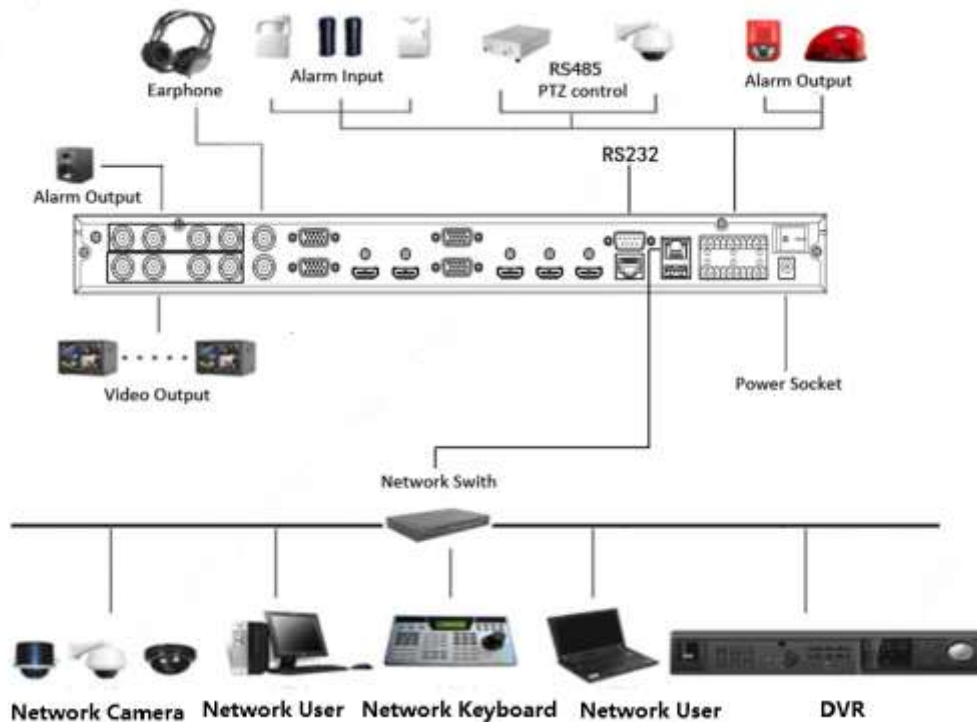 Earphone
Alarm Input
RS485
PTZ control
Alarm Output
RS232
Alarm Output
Video Output
Power Socket
Network Swith
Network Camera
Network User
Network Keyboard
Network User
DVR